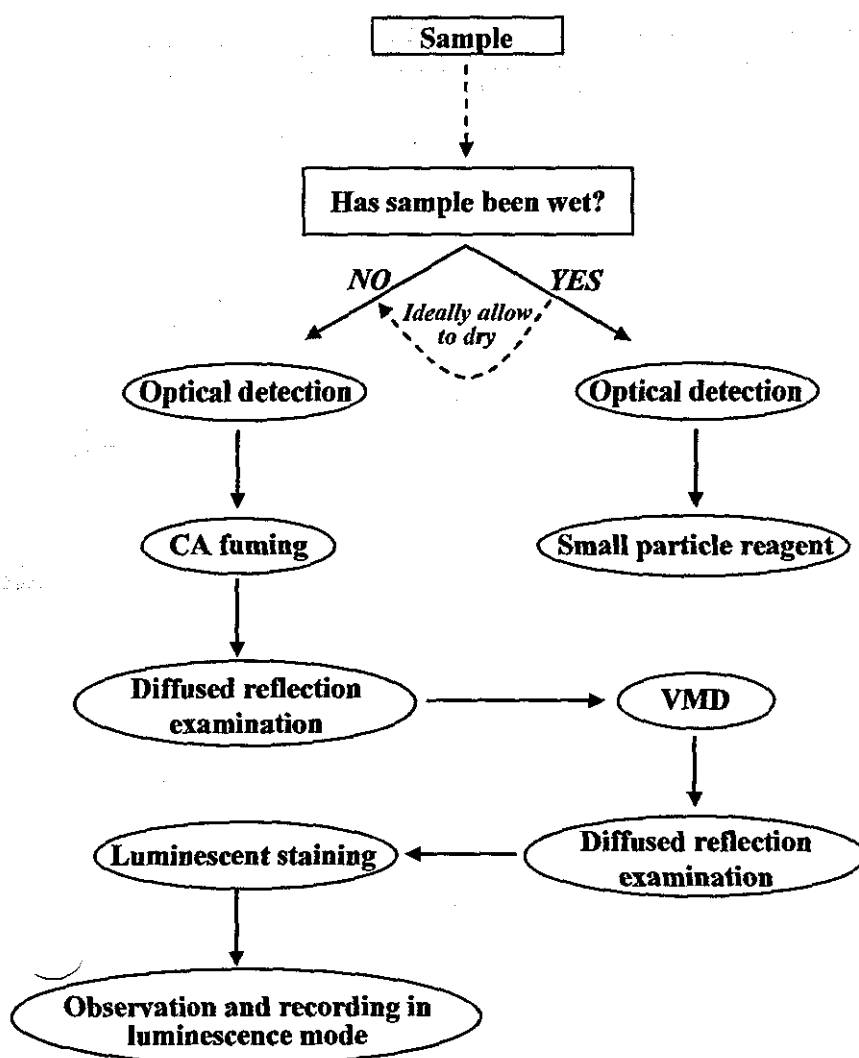 Sample
Has sample been wet?
NO
YES
Ideally allow
to dry
Optical detection
Optical detection
CA fuming
Small particle reagent
Diffused reflection
examination
VMD
Luminescent staining
Diffused reflection
examination
Observation and recording in
luminescence mode